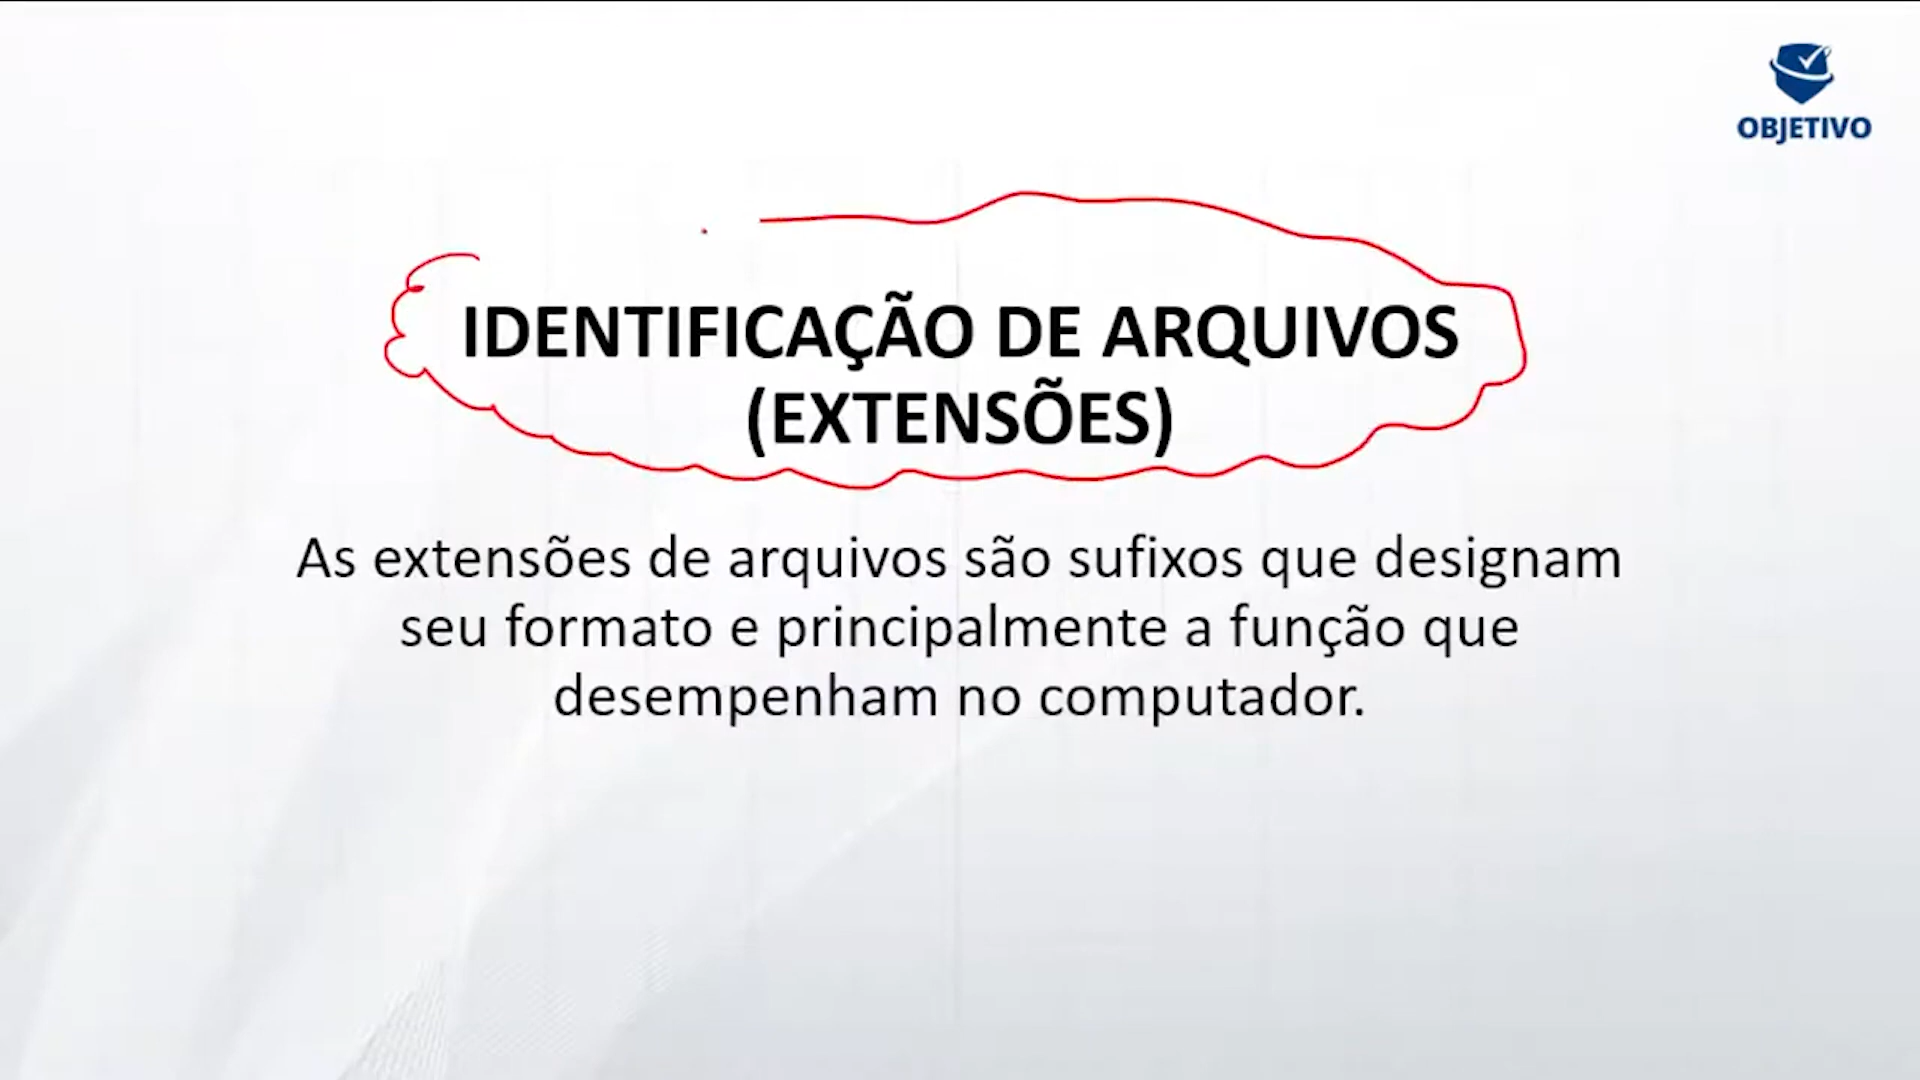 OBJETIVO
IDENTIFICAÇÃO DE ARQUIVOS
(EXTENSÕES)
As extensões de arquivos são sufixos que designam
seu formato e principalmente a função que
desempenham no computador.